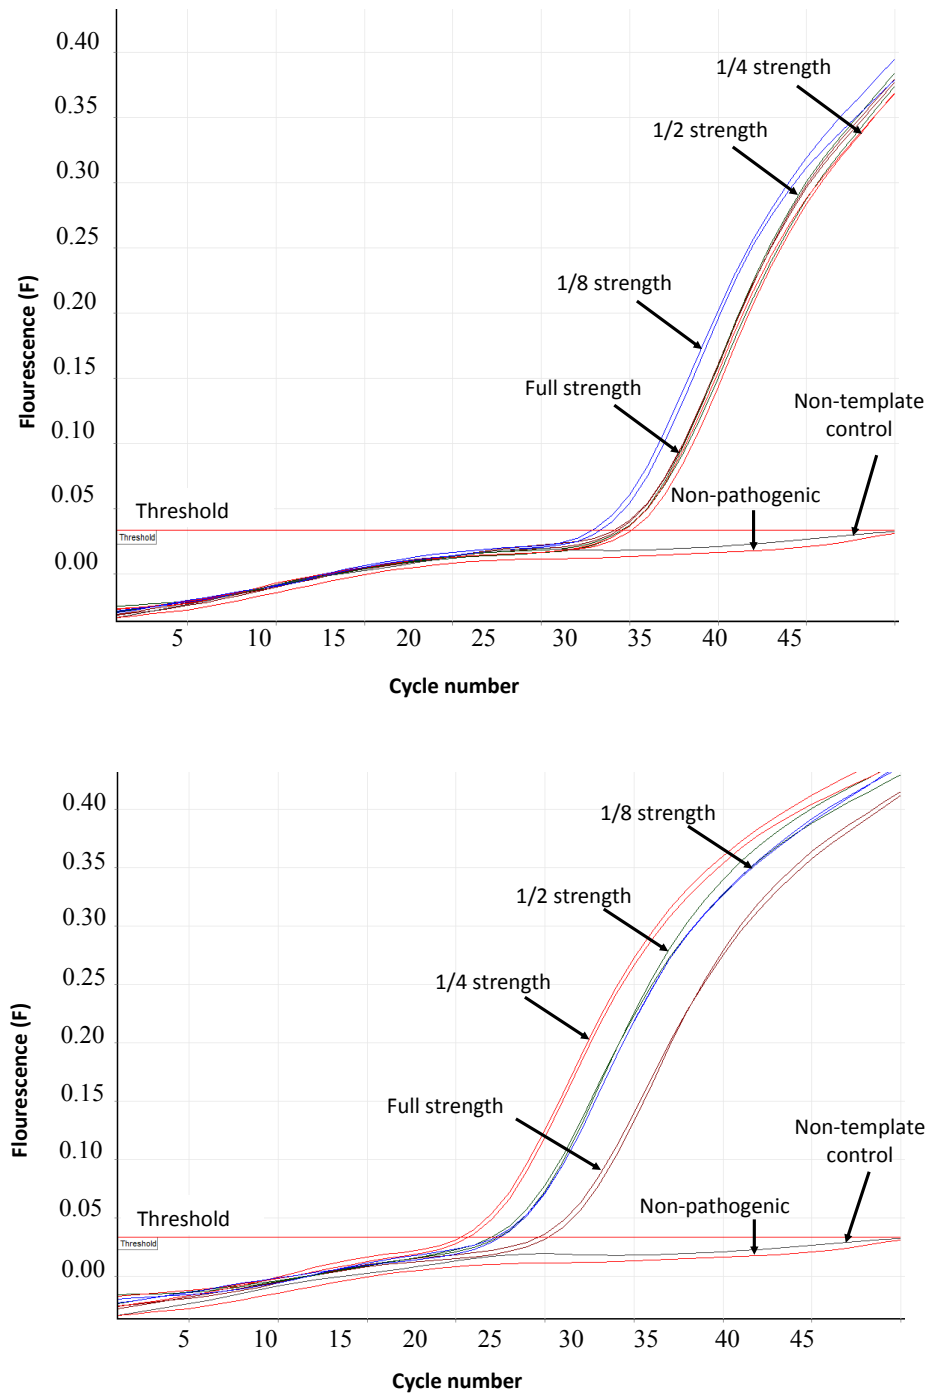 0.40
1/4 strength
0.35
1/2 strength
0.30
0.25
1/8 strength
0.20
Flourescence (F)
0.15
Full strength
Non-template
control
0.10
Non-pathogenic
0.05
Threshold
Threshold
0.00
5 10 15 20 25 30 35 40 45
Cycle number
0.40
1/8 strength
0.35
1/2 strength
0.30
1/4 strength
0.25
0.20
Flourescence (F)
0.15
Full strength
Non-template
control
0.10
Non-pathogenic
0.05
Threshold
Threshold
0.00
5 10 15 20 25 30 35 40 45
Cycle number